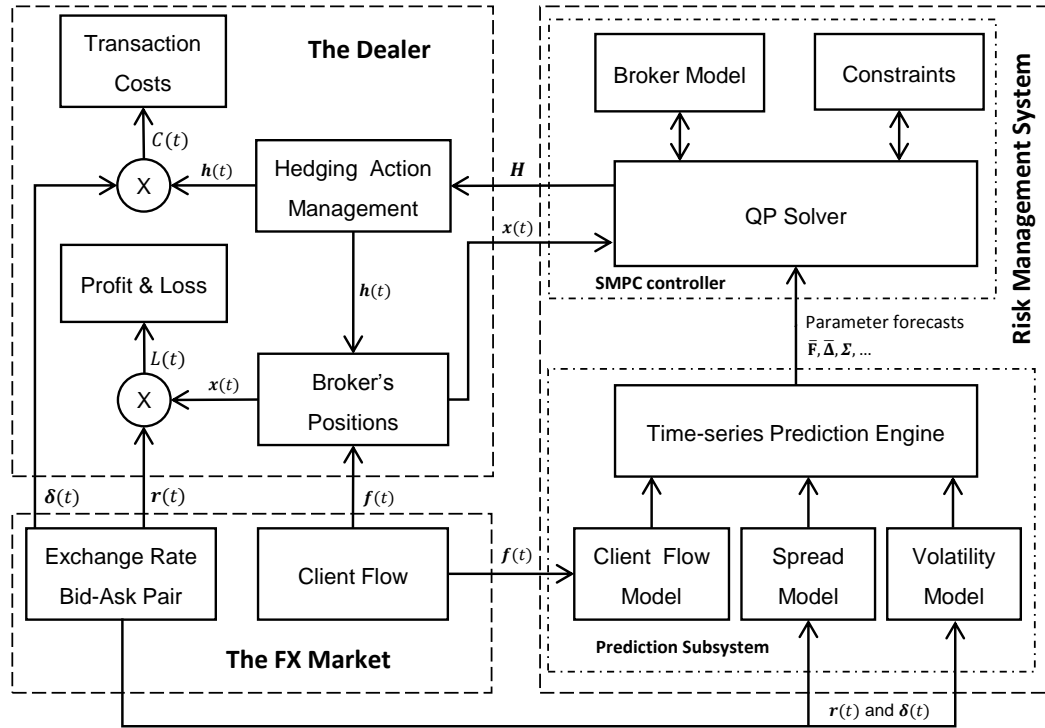 Transaction
Costs
The Dealer
C(t)
X
h(t)
Hedging Action
Management
H
x(t)
Profit & Loss
h(t)
L(t)
X
x(t)
Broker's
Positions
δ(t)
r(t)
f(t)
Exchange Rate
Bid-Ask Pair
Client Flow
f(t)
The FX Market
Broker Model
Constraints
QP Solver
SMPC controller
Risk Management System
Parameter forecasts
F̄, Δ̄, Σ, ...
Time-series Prediction Engine
Client Flow
Model
Spread
Model
Volatility
Model
Prediction Subsystem
r(t) and δ(t)